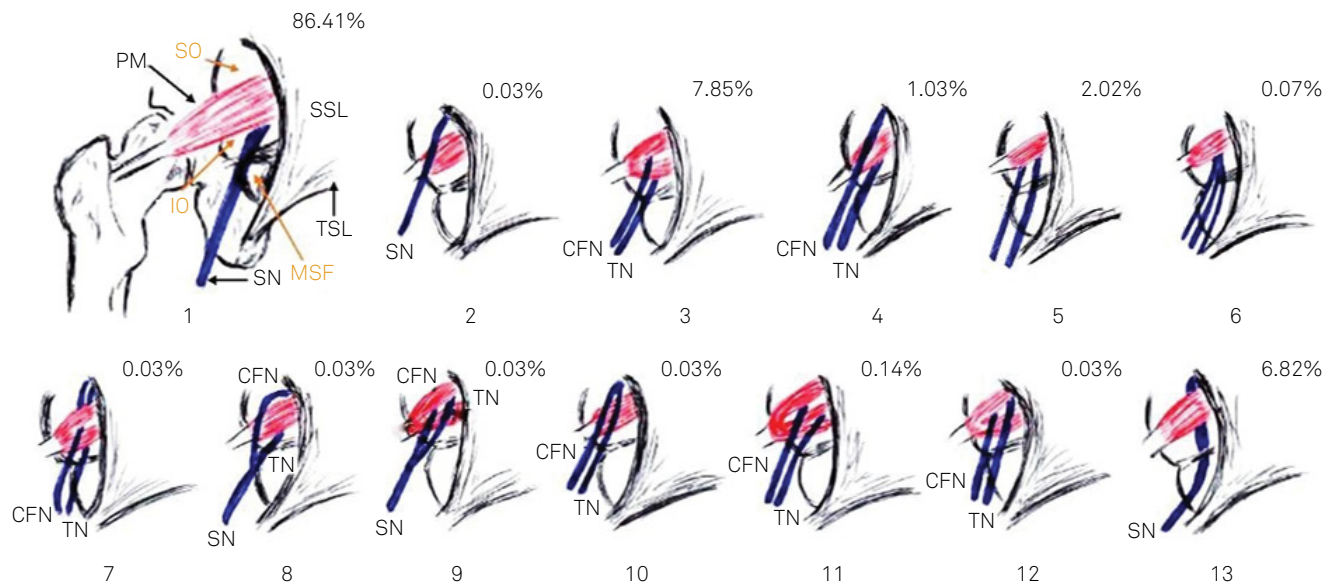 86.41%
SO
PM
SSL
IO
TSL
SN
MSF
1
0.03%
SN
2
7.85%
CFN
TN
3
1.03%
CFN
TN
4
2.02%
5
0.07%
6
0.03%
CFN
TN
7
0.03%
CFN
TN
SN
8
0.03%
CFN
TN
SN
9
0.03%
CFN
TN
10
0.14%
CFN
TN
11
0.03%
CFN
TN
12
6.82%
SN
13